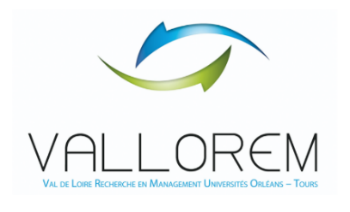 VALLOREM
VAL DE LOIRE RECHERCHE EN MANAGEMENT UNIVERSITÉS ORLÉANS – TOURS